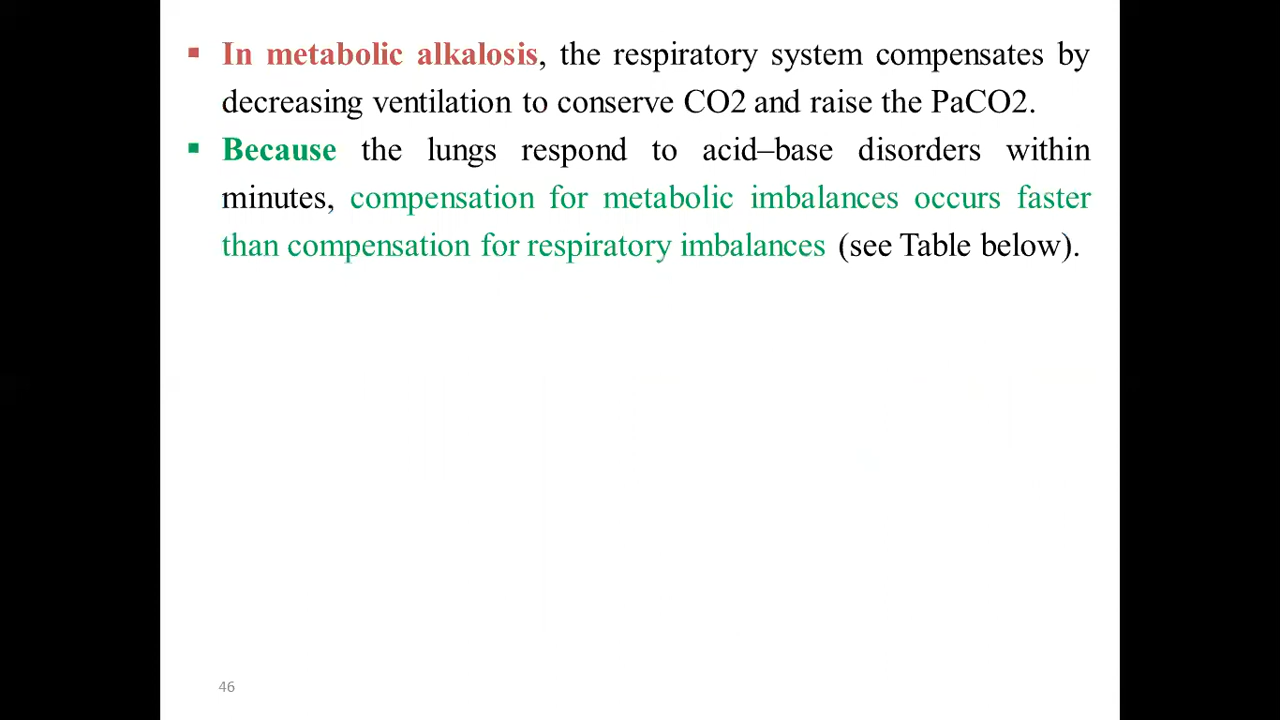 ▪ In metabolic alkalosis, the respiratory system compensates by
decreasing ventilation to conserve CO2 and raise the PaCO2.
▪ Because the lungs respond to acid–base disorders within
minutes, compensation for metabolic imbalances occurs faster
than compensation for respiratory imbalances (see Table below).
46